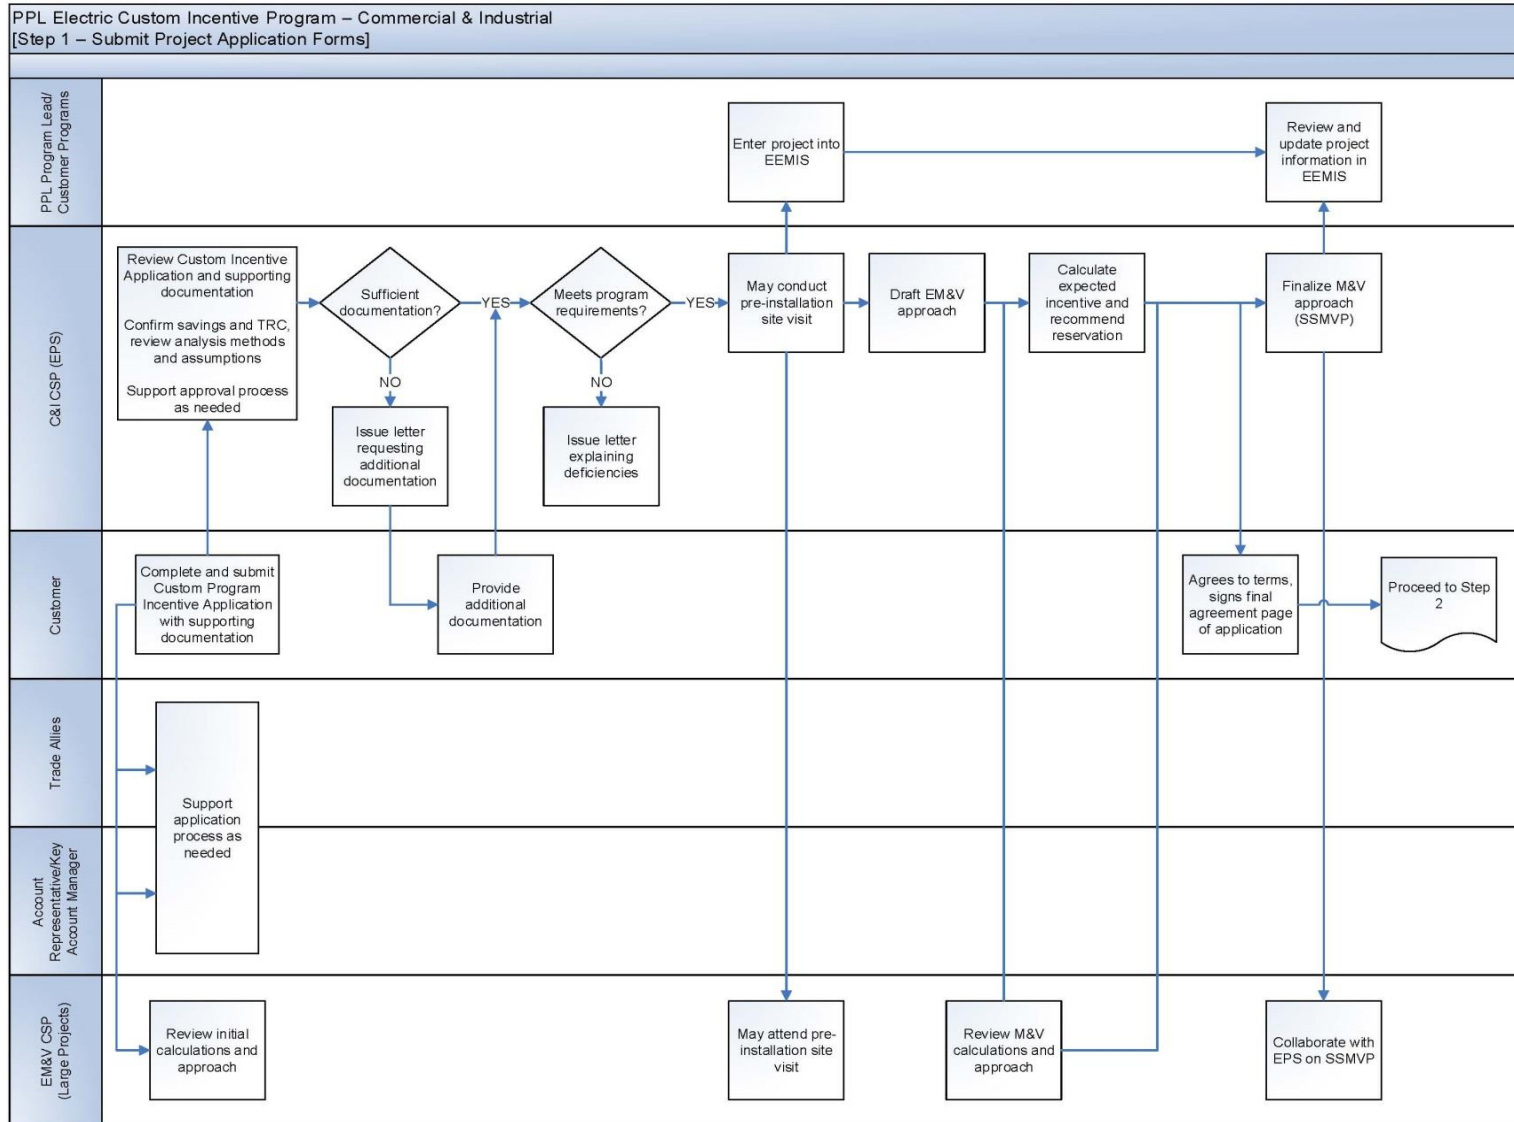 PPL Electric Custom Incentive Program – Commercial & Industrial
[Step 1 – Submit Project Application Forms]
PPL Program Lead/
Customer Programs
Enter project into
EEMIS
Review and
update project
information in
EEMIS
C&I CSP (EPS)
Review Custom Incentive
Application and supporting
documentation
Confirm savings and TRC,
review analysis methods
and assumptions
Support approval process
as needed
Sufficient
documentation?
YES
NO
Issue letter
requesting
additional
documentation
Meets program
requirements?
YES
NO
Issue letter
explaining
deficiencies
May conduct
pre-installation
site visit
Draft EM&V
approach
Calculate
expected
incentive and
recommend
reservation
Finalize M&V
approach
(SSMVP)
Customer
Complete and submit
Custom Program
Incentive Application
with supporting
documentation
Provide
additional
documentation
Agrees to terms,
signs final
agreement page
of application
Proceed to Step
2
Trade Allies
Support
application
process as
needed
Account
Representative/Key
Account Manager
EM&V CSP
(Large Projects)
Review initial
calculations and
approach
May attend pre-
installation site
visit
Review M&V
calculations and
approach
Collaborate with
EPS on SSMVP